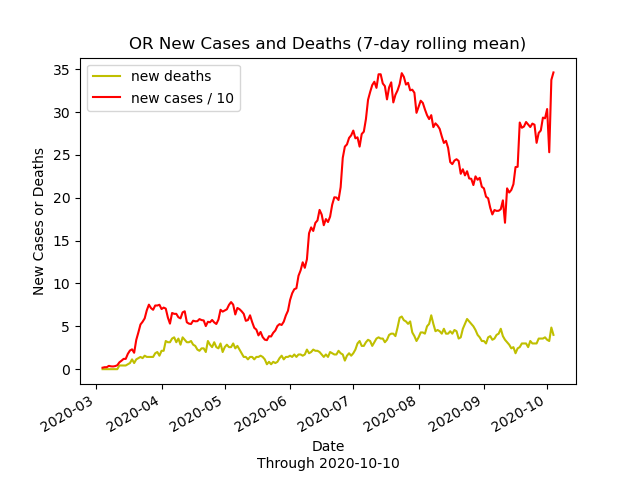 OR New Cases and Deaths (7-day rolling mean)
new deaths
new cases / 10
35
30
25
20
15
10
5
0
New Cases or Deaths
2020-03
2020-04
2020-05
2020-06
2020-07
2020-08
2020-09
2020-10
Date
Through 2020-10-10